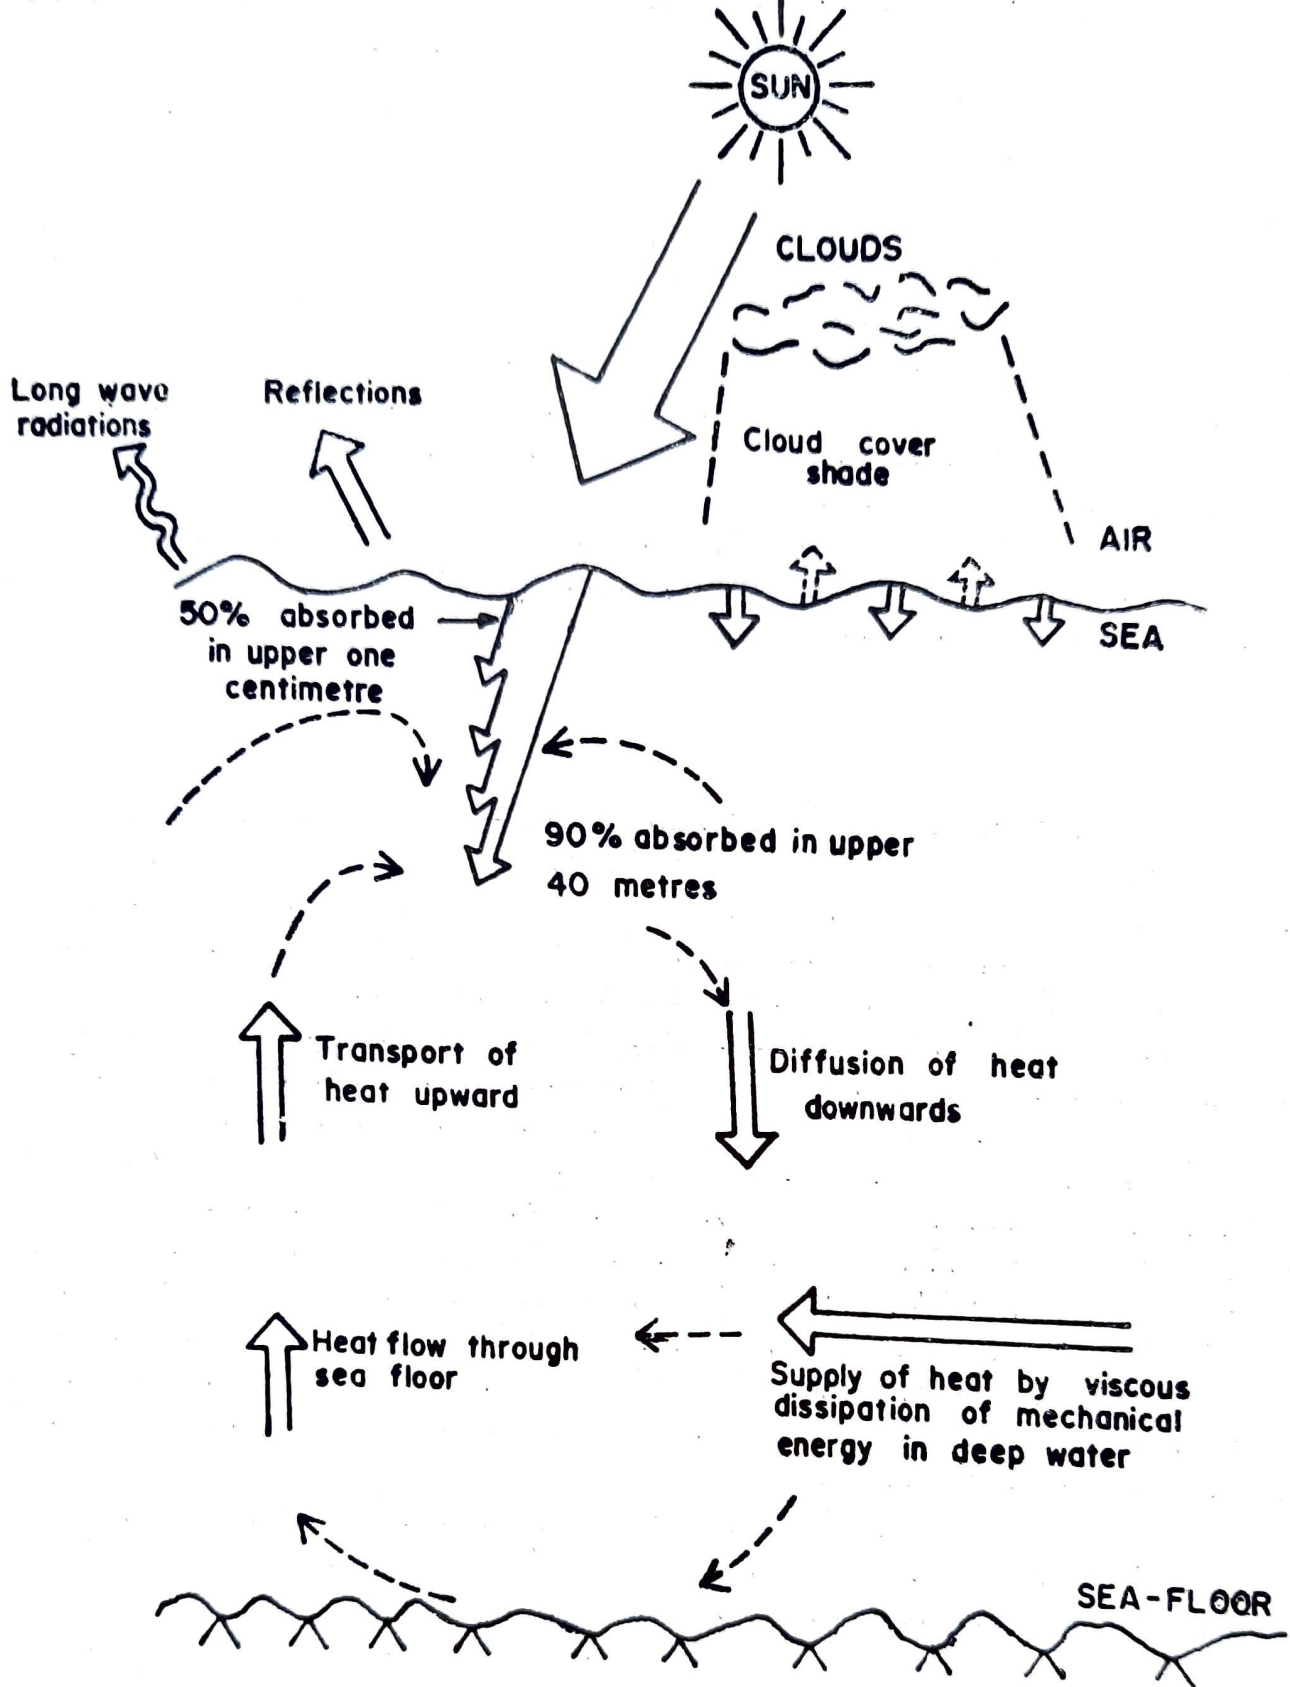 SUN
CLOUDS
Long wave
radiations
Reflections
Cloud cover
shade
AIR
SEA
50% absorbed
in upper one
centimetre
90% absorbed in upper
40 metres
Transport of
heat upward
Diffusion of heat
downwards
Heat flow through
sea floor
Supply of heat by viscous
dissipation of mechanical
energy in deep water
SEA-FLOOR